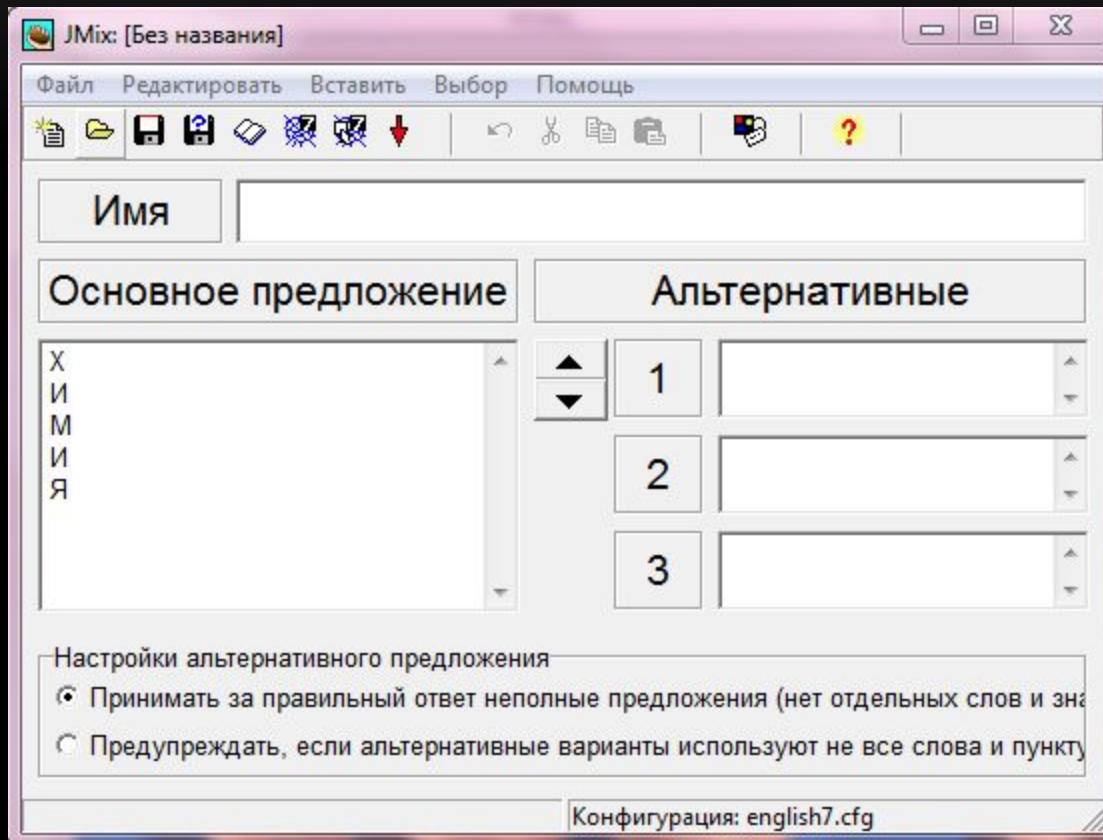 JMix: [Без названия]
Файл Редактировать Вставить Выбор Помощь
Имя
Основное предложение Альтернативные
Х
И
М
И
Я
1
2
3
Настройки альтернативного предложения
Принимать за правильный ответ неполные предложения (нет отдельных слов и
Предупреждать, если альтернативные варианты используют не все слова и
Конфигурация: english7.cfg